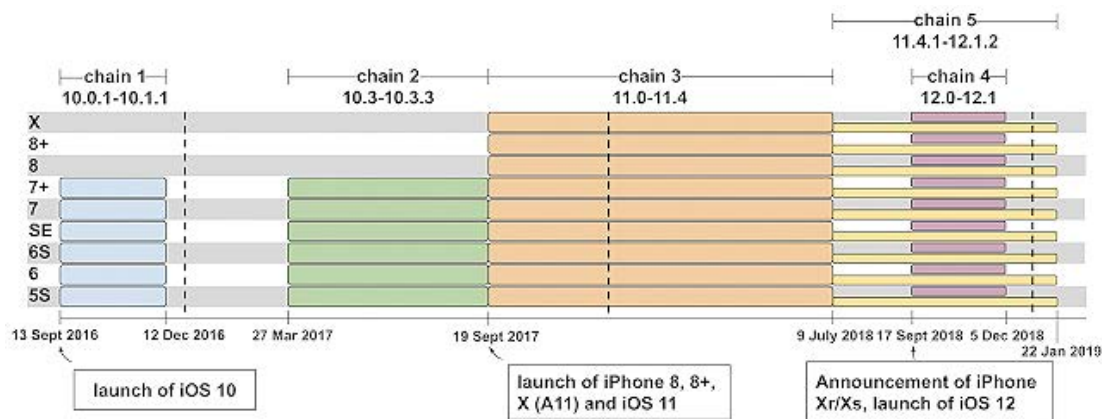 chain 5
11.4.1-12.1.2
chain 1
chain 2
chain 3
chain 4
10.0.1-10.1.1
10.3-10.3.3
11.0-11.4
12.0-12.1
X
8+
8
7+
7
SE
6S
6
5S
13 Sept 2016
12 Dec 2016
27 Mar 2017
19 Sept 2017
9 July 2018
17 Sept 2018
5 Dec 2018
22 Jan 2019
launch of iOS 10
launch of iPhone 8, 8+,
X (A11) and iOS 11
Announcement of iPhone
Xr/Xs, launch of iOS 12